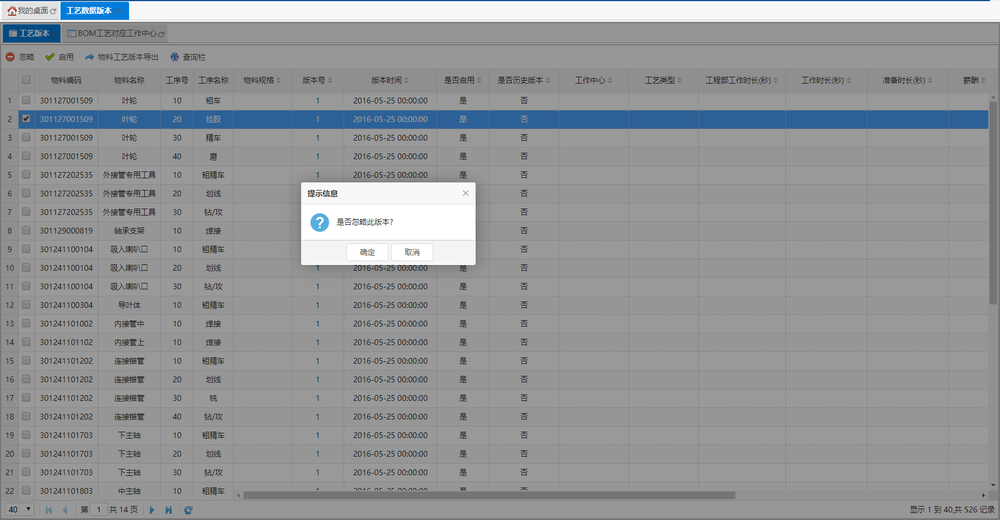 我的桌面 工艺数据版本
工艺版本 BOM工艺对应工作中心
忽略 启用 物料工艺版本导出 查询栏
物料编码 物料名称 工序号 工序名称 物料规格 版本号 版本时间 是否启用 是否历史版本 工作中心 工艺类型 工程部工作时长(秒) 工作时长(秒) 准备时长(秒) 薪酬
1 301127001509 叶轮 10 粗车 1 2016-05-25 00:00:00 是 否
2 301127001509 叶轮 20 挂胶 1 2016-05-25 00:00:00 是 否
3 301127001509 叶轮 30 精车 1 2016-05-25 00:00:00 是 否
4 301127001509 叶轮 40 磨 1 2016-05-25 00:00:00 是 否
5 301127202535 外接管专用工具 10 粗精车 1 2016-05-25 00:00:00 是 否
6 301127202535 外接管专用工具 20 划线 否
7 301127202535 外接管专用工具 30 钻/攻 否
8 301129000819 轴承支架 10 焊接 否
9 301241100104 吸入喇叭口 10 粗精车 否
10 301241100104 吸入喇叭口 20 划线 1 2016-05-25 00:00:00 是 否
11 301241100104 吸入喇叭口 30 钻/攻 1 2016-05-25 00:00:00 是 否
12 301241100304 导叶体 10 粗精车 1 2016-05-25 00:00:00 是 否
13 301241101002 内接管中 10 焊接 1 2016-05-25 00:00:00 是 否
14 301241101102 内接管上 10 焊接 1 2016-05-25 00:00:00 是 否
15 301241101202 连接锥管 10 粗精车 1 2016-05-25 00:00:00 是 否
16 301241101202 连接锥管 20 划线 1 2016-05-25 00:00:00 是 否
17 301241101202 连接锥管 30 铣 1 2016-05-25 00:00:00 是 否
18 301241101202 连接锥管 40 钻/攻 1 2016-05-25 00:00:00 是 否
19 301241101703 下主轴 10 粗精车 1 2016-05-25 00:00:00 是 否
20 301241101703 下主轴 20 划线 1 2016-05-25 00:00:00 是 否
21 301241101703 下主轴 30 钻/攻 1 2016-05-25 00:00:00 是 否
22 301241101803 中主轴 10 粗精车 1 2016-05-25 00:00:00 是 否
提示信息
是否忽略此版本?
确定 取消
40 第 1 共 14 页 显示 1 到 40,共 526 记录